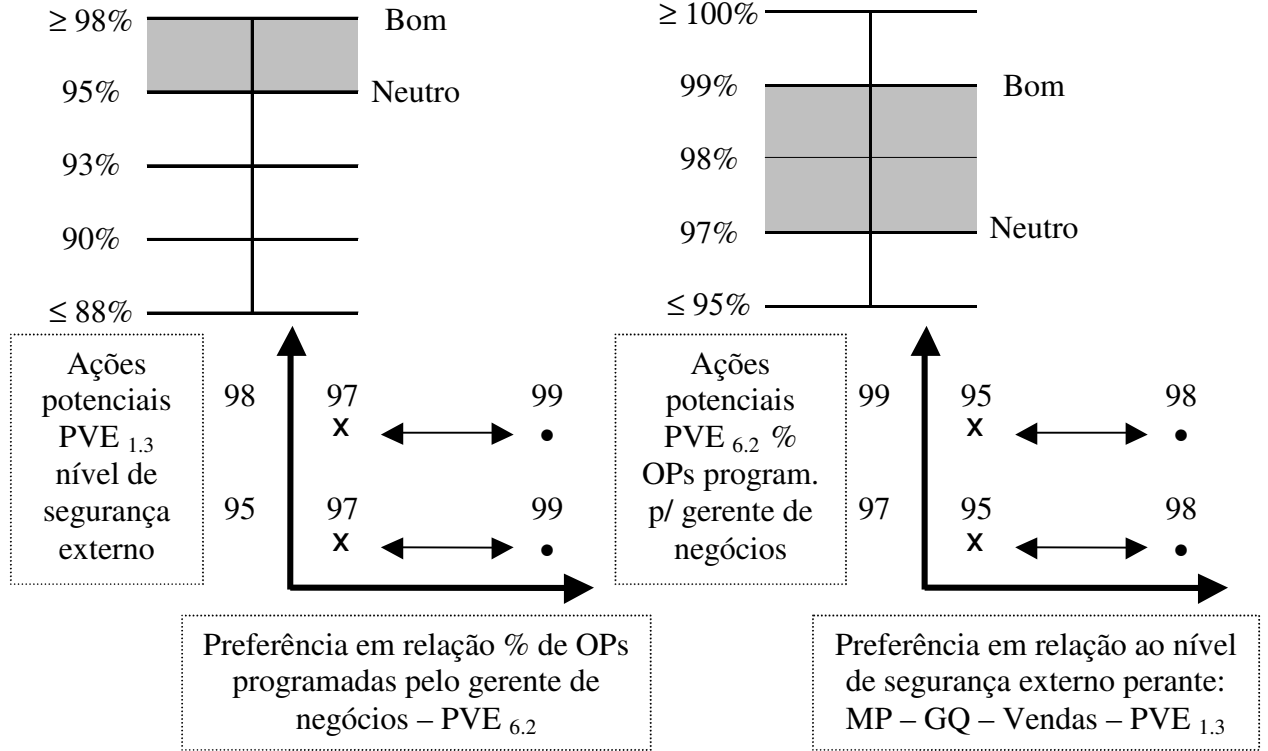 ≥ 98% Bom
95% Neutro
93%
90%
≤ 88%
≥ 100%
99% Bom
98%
97% Neutro
≤ 95%
Ações
potenciais
PVE 1.3
nível de
segurança
externo
98 97 99
x
95 97 99
x
Preferência em relação % de OPs
programadas pelo gerente de
negócios – PVE 6.2
Ações
potenciais
PVE 6.2 %
OPs program.
p/ gerente de
negócios
99 95 98
x
97 95 98
x
Preferência em relação ao nível
de segurança externo perante:
MP – GQ – Vendas – PVE 1.3